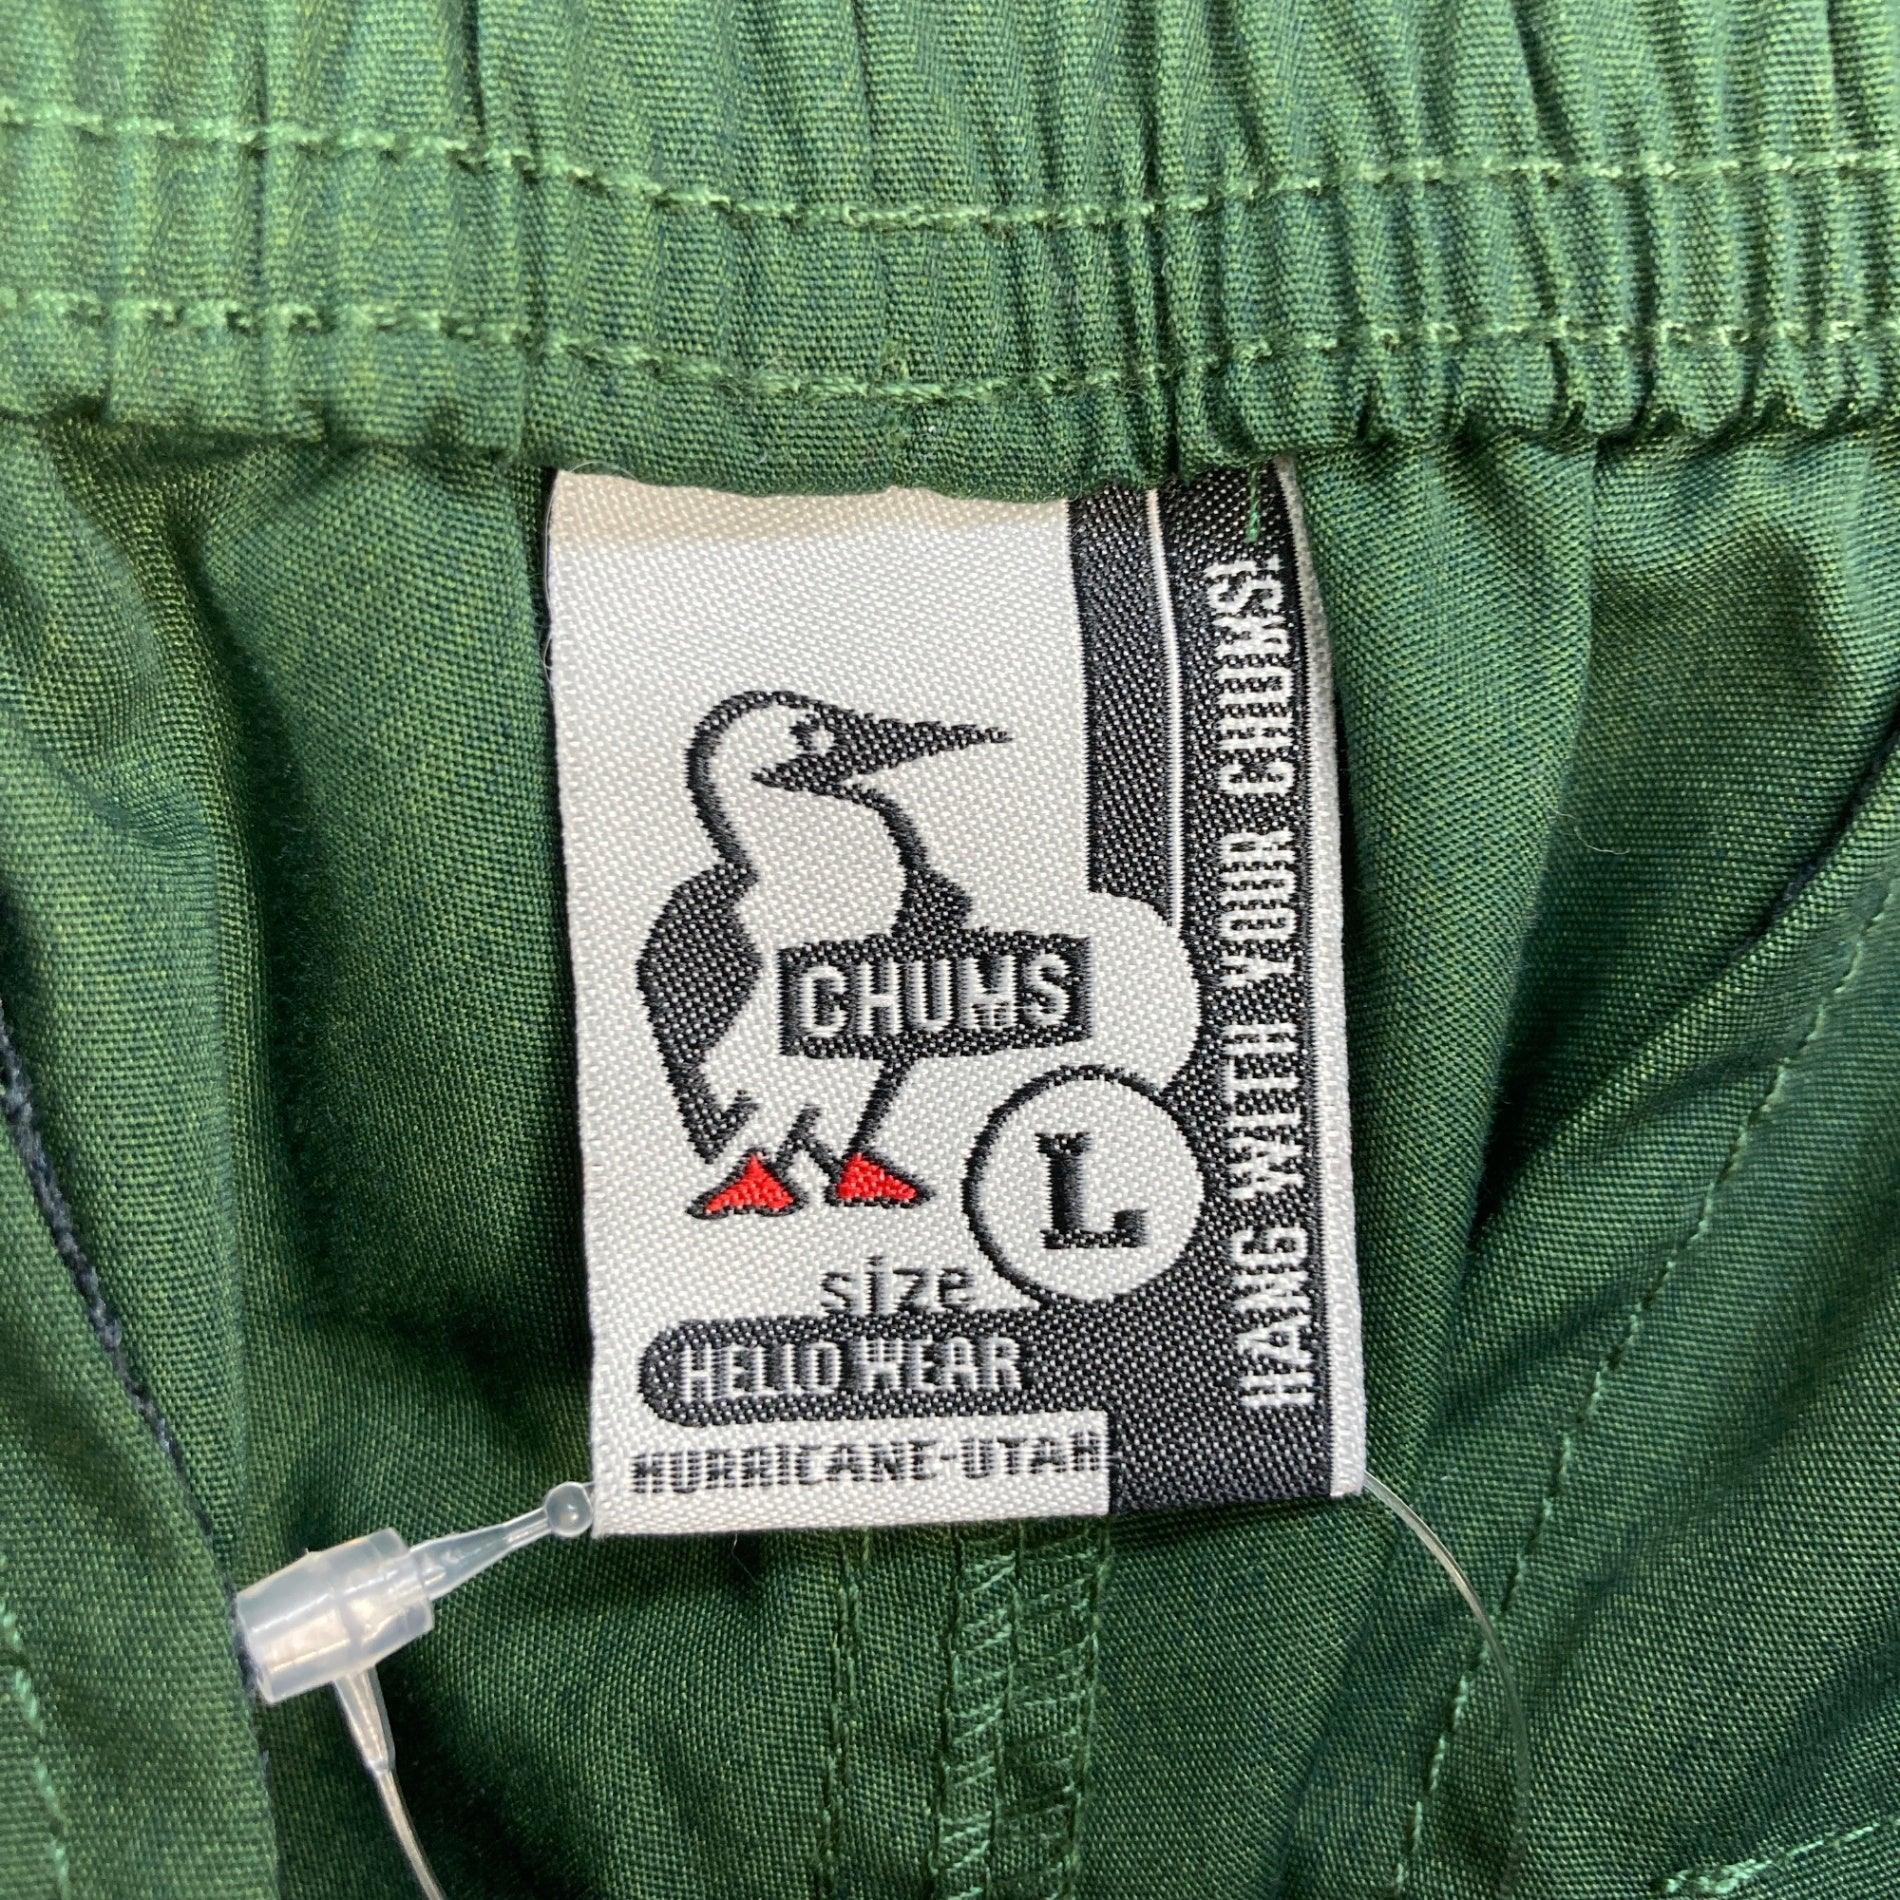 CHUMS
L
size
HELLO WEAR
HURRICANE-UTAH
HANG WITH YOUR CHUMS!